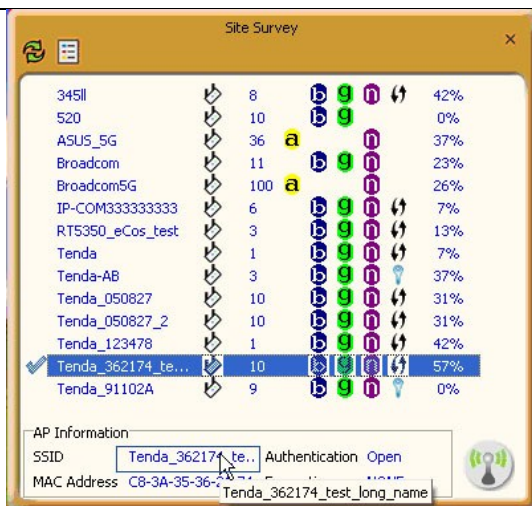 Site Survey
345ll 8 b g n 42%
520 10 b g 0%
ASUS_5G 36 a n 37%
Broadcom 11 b g n 23%
Broadcom5G 100 a n 26%
IP-COM333333333 6 b g n 7%
RT5350_eCos_test 3 b g n 13%
Tenda 1 b g n 7%
Tenda-AB 3 b g n 37%
Tenda_050827 10 b g n 31%
Tenda_050827_2 10 b g n 31%
Tenda_123478 1 b g n 42%
Tenda_362174_te... 10 b g n 57%
Tenda_91102A 9 b g n 0%
AP Information
SSID Tenda_362174_te.. Authentication Open
MAC Address C8-3A-35-36-21-74
Tenda_362174_test_long_name